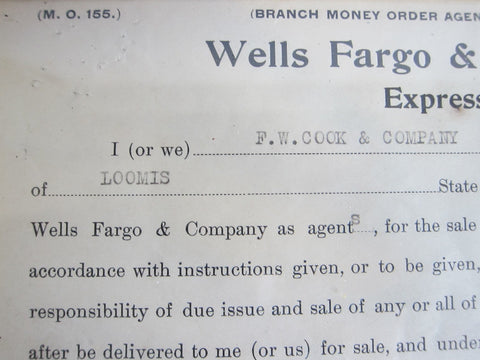 (M. O. 155.) (BRANCH MONEY ORDER AGEN
Wells Fargo &
Express
I (or we) F.W.COOK & COMPANY
of LOOMIS State
Wells Fargo & Company as agents, for the sale
accordance with instructions given, or to be given,
responsibility of due issue and sale of any or all of
after be delivered to me (or us) for sale, and unde